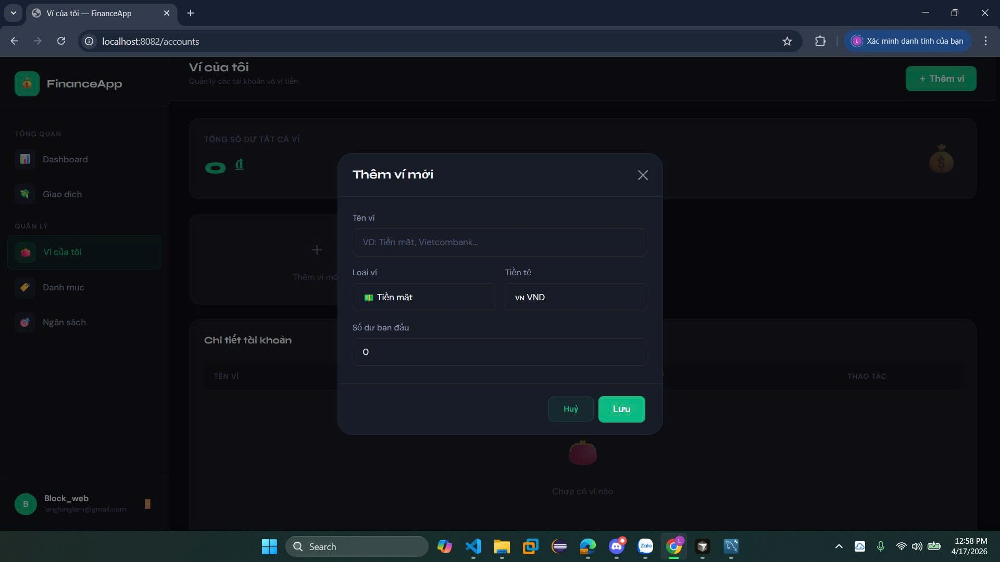 Ví của tôi — FinanceApp
localhost:8082/accounts
L
Xác minh danh tính của bạn
FinanceApp
TỔNG QUAN
Dashboard
Giao dịch
QUẢN LÝ
Ví của tôi
Danh mục
Ngân sách
B
Block_web
langlunglam@gmail.com
Ví của tôi
Quản lý các tài khoản và ví tiền
+ Thêm ví
TỔNG SỐ DƯ TẤT CẢ VÍ
0 ₫
Thêm ví mớ
Chi tiết tài khoản
TÊN VÍ
THAO TÁC
Chưa có ví nào
Thêm ví mới
Tên ví
VD: Tiền mặt, Vietcombank...
Loại ví
Tiền tệ
Tiền mặt
VN VND
Số dư ban đầu
0
Huỷ
Lưu
Search
Zalo
L
12:58 PM
4/17/2026